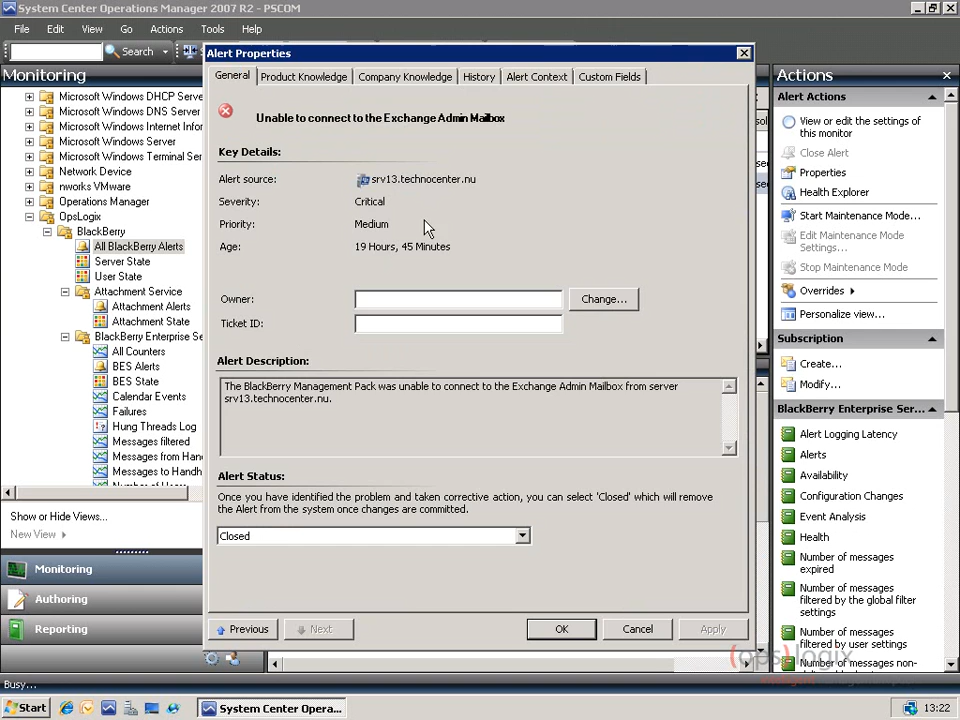 System Center Operations Manager 2007 R2 - PSCOM
File Edit View Go Actions Tools Help
Search
Monitoring
Microsoft Windows DHCP Serve
Microsoft Windows DNS Server
Microsoft Windows Internet Infor
Microsoft Windows Server
Microsoft Windows Terminal Serv
Network Device
nworks VMware
Operations Manager
OpsLogix
BlackBerry
All BlackBerry Alerts
Server State
User State
Attachment Service
Attachment Alerts
Attachment State
BlackBerry Enterprise Se
All Counters
BES Alerts
BES State
Calendar Events
Failures
Hung Threads Log
Messages filtered
Messages from Han
Messages to Handh
Show or Hide Views...
New View
Monitoring
Authoring
Reporting
Busy...
Alert Properties
General Product Knowledge Company Knowledge History Alert Context Custom Fields
Unable to connect to the Exchange Admin Mailbox
Key Details:
Alert source: srv13.technocenter.nu
Severity: Critical
Priority: Medium
Age: 19 Hours, 45 Minutes
Owner: Change...
Ticket ID:
Alert Description:
The BlackBerry Management Pack was unable to connect to the Exchange Admin Mailbox from server
srv13.technocenter.nu.
Alert Status:
Once you have identified the problem and taken corrective action, you can select 'Closed' which will remove
the Alert from the system once changes are committed.
Closed
Previous Next OK Cancel Apply
Actions
Alert Actions
View or edit the settings of
this monitor
Close Alert
Properties
Health Explorer
Start Maintenance Mode...
Edit Maintenance Mode
Settings...
Stop Maintenance Mode
Overrides
Personalize view...
Subscription
Create...
Modify...
BlackBerry Enterprise Ser...
Alert Logging Latency
Alerts
Availability
Configuration Changes
Event Analysis
Health
Number of messages
expired
Number of messages
filtered by the global filter
settings
Number of messages
filtered by user settings
Number of messages non-
(ops)logix
Start
System Center Opera...
13:22